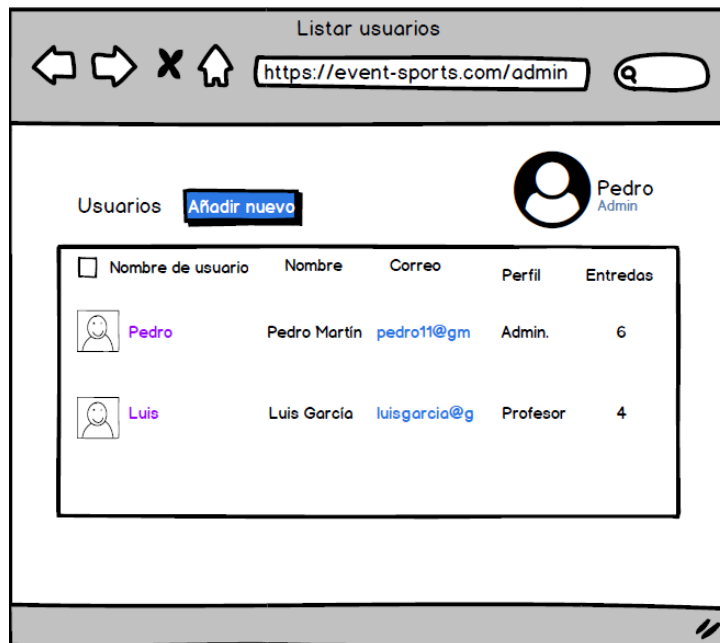 Listar usuarios
https://event-sports.com/admin
Pedro
Admin
Usuarios Añadir nuevo
Nombre de usuario Nombre Correo Perfil Entredas
Pedro Pedro Martín pedro11@gm Admin. 6
Luis Luis García luisgarcia@g Profesor 4